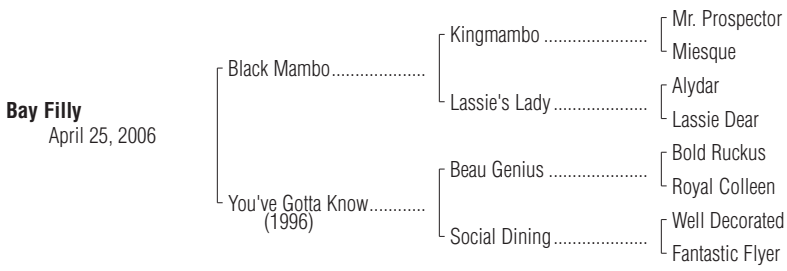 Mr. Prospector
Kingmambo ......................
Miesque
Black Mambo....................
Alydar
Lassie's Lady ....................
Lassie Dear
Bay Filly
April 25, 2006
Bold Ruckus
Beau Genius .....................
Royal Colleen
You've Gotta Know............
(1996)
Well Decorated
Social Dining....................
Fantastic Flyer